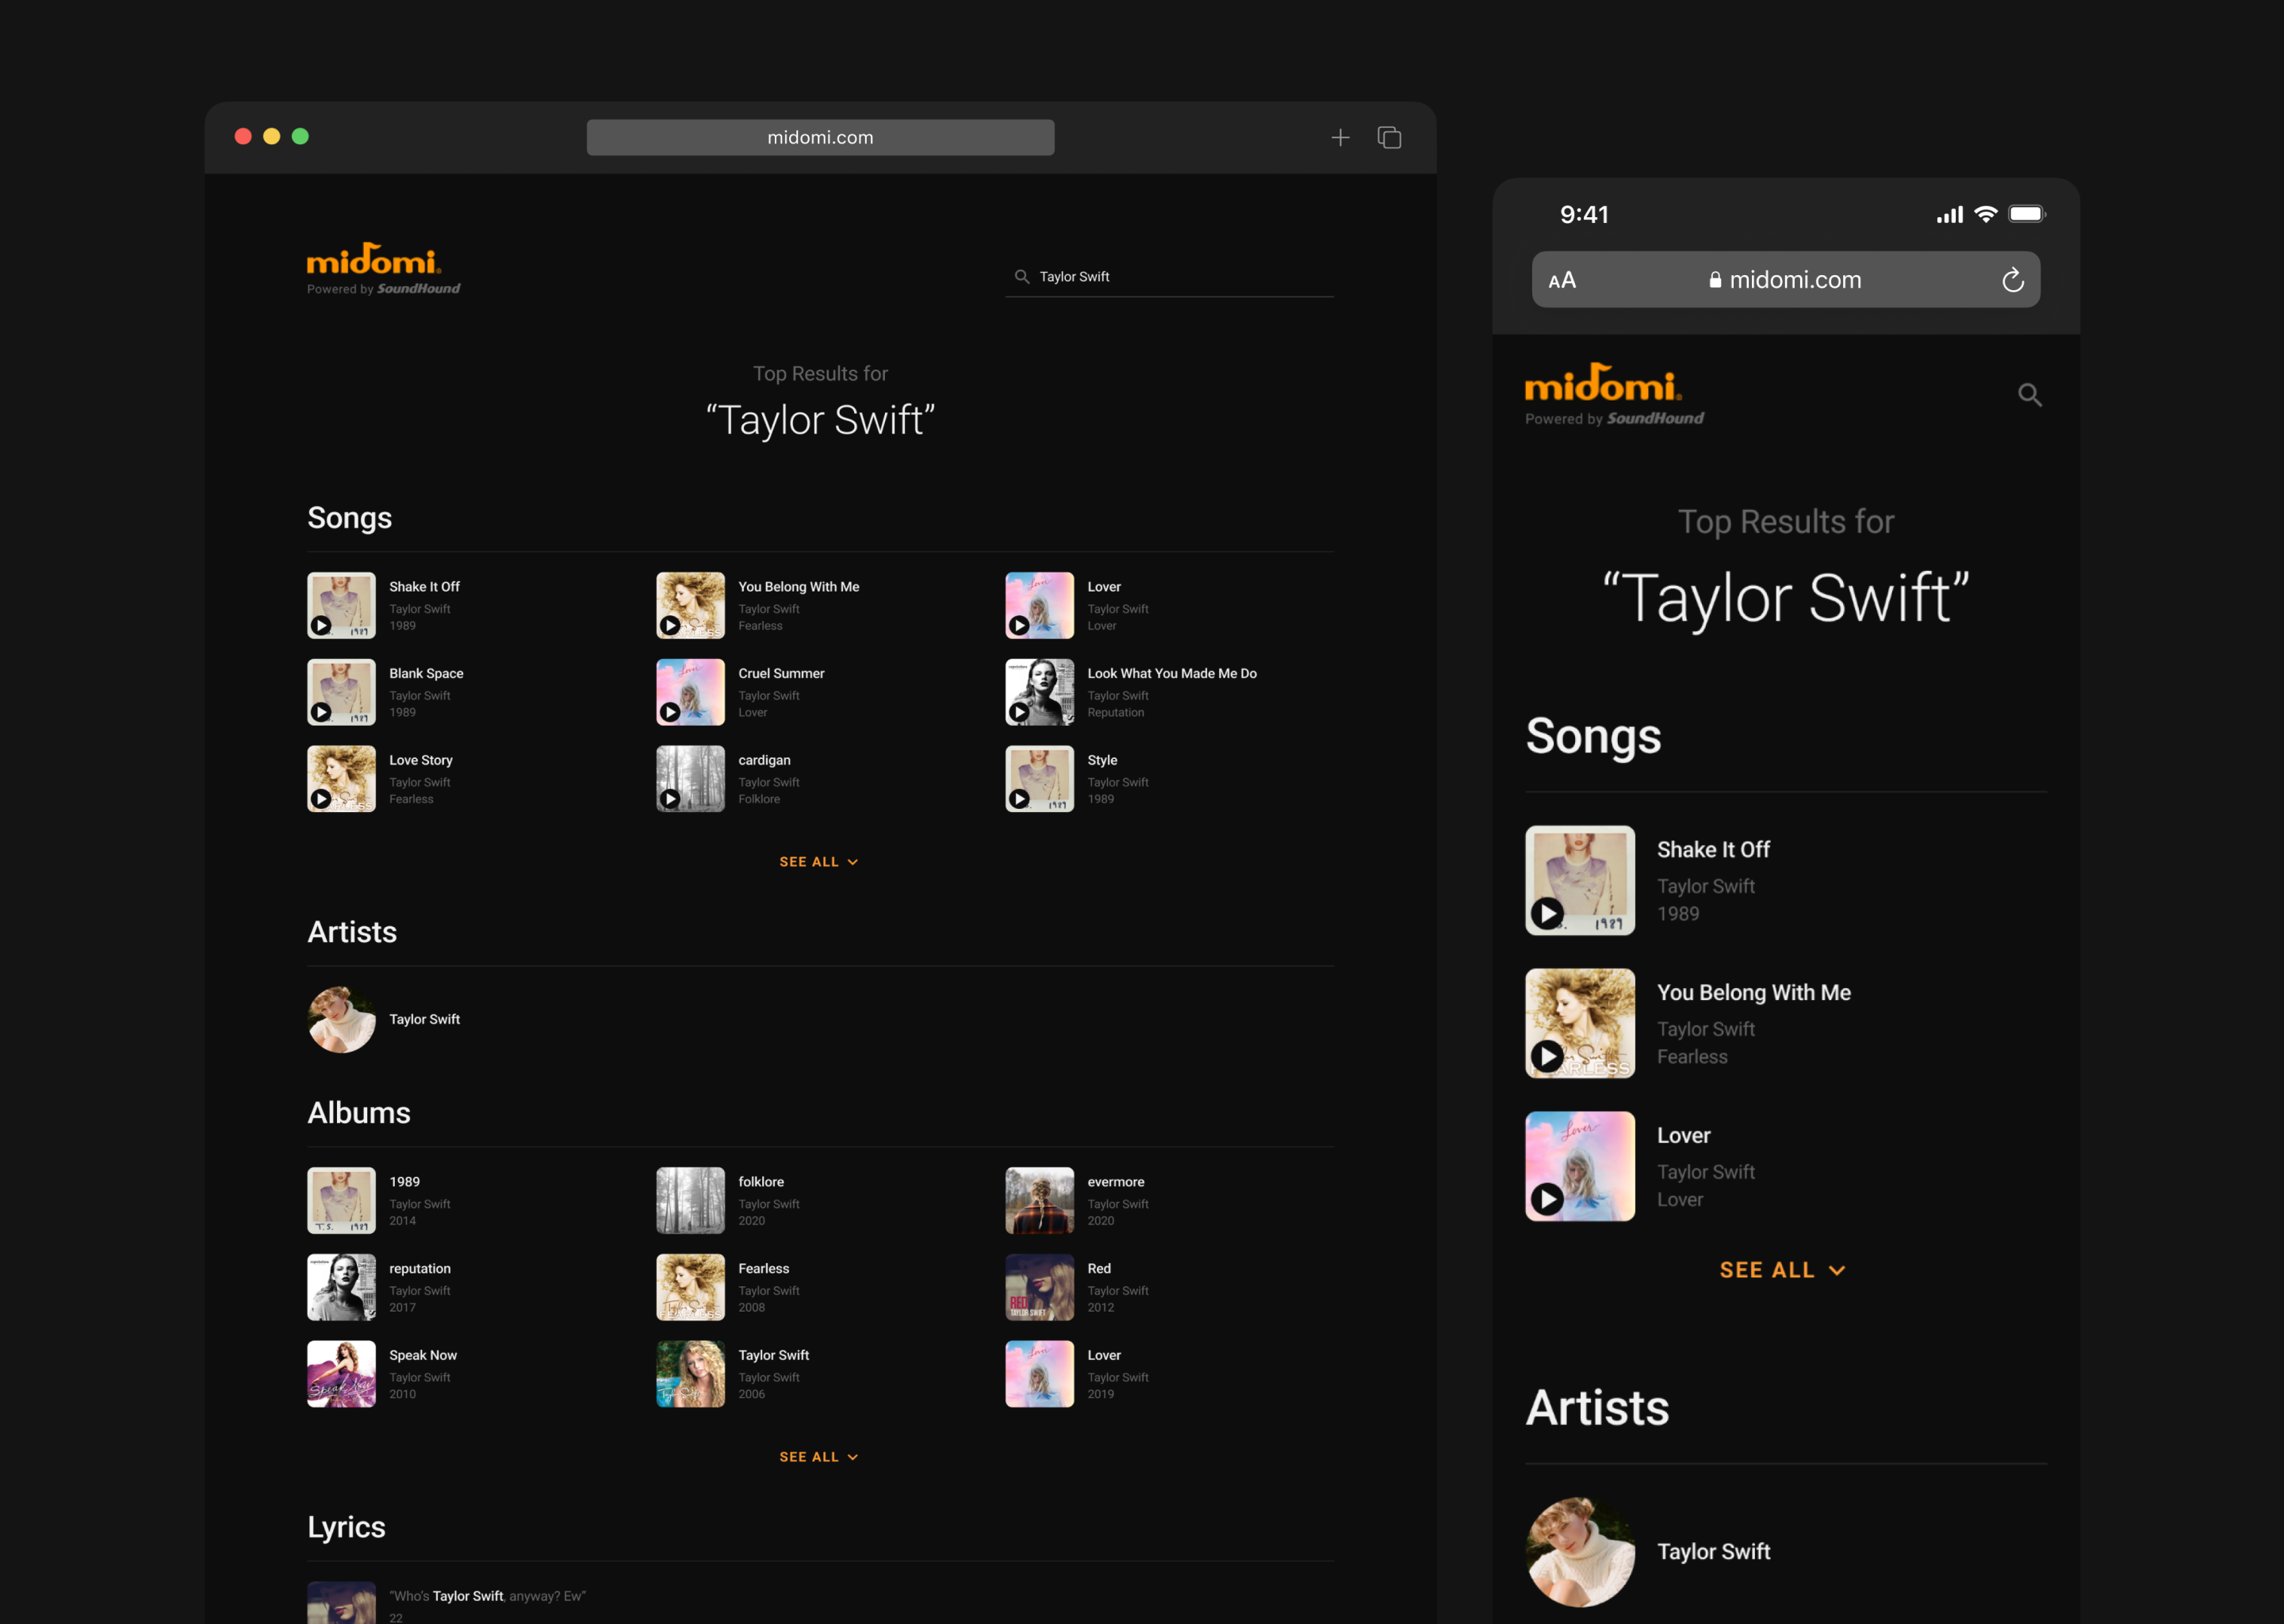 midomi.com
midomi®
Powered by SoundHound
Taylor Swift
Top Results for
“Taylor Swift”
Songs
Shake It Off
Taylor Swift
1989
You Belong With Me
Taylor Swift
Fearless
Lover
Taylor Swift
Lover
Blank Space
Taylor Swift
1989
Cruel Summer
Taylor Swift
Lover
Look What You Made Me Do
Taylor Swift
Reputation
Love Story
Taylor Swift
Fearless
cardigan
Taylor Swift
Folklore
Style
Taylor Swift
1989
SEE ALL
Artists
Taylor Swift
Albums
1989
Taylor Swift
2014
T.S. 1989
folklore
Taylor Swift
2020
evermore
Taylor Swift
2020
reputation
Taylor Swift
2017
Fearless
Taylor Swift
2008
Red
Taylor Swift
2012
RED
TAYLOR SWIFT
Speak Now
Taylor Swift
2010
Speak Now
Taylor Swift
Taylor Swift
2006
Lover
Taylor Swift
2019
SEE ALL
Lyrics
“Who’s Taylor Swift, anyway? Ew”
22
9:41
AA
midomi.com
midomi®
Powered by SoundHound
Top Results for
“Taylor Swift”
Songs
Shake It Off
Taylor Swift
1989
1989
You Belong With Me
Taylor Swift
Fearless
Lover
Lover
Taylor Swift
Lover
SEE ALL
Artists
Taylor Swift